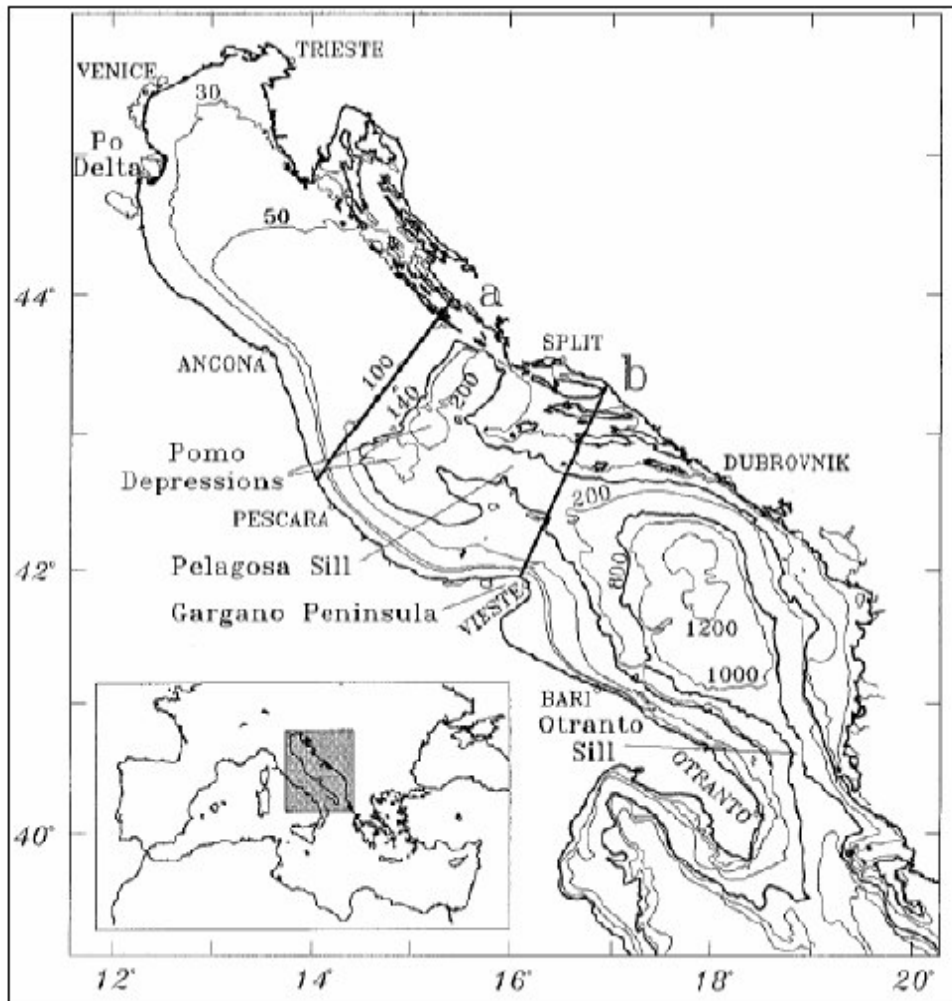 TRIESTE
VENICE
30
Po
Delta
50
44°
a
ANCONA
100
SPLIT
b
140
200
Pomo
Depressions
DUBROVNIK
PESCARA
200
Pelagosa Sill
42°
800
Gargano Peninsula
VIESTE
1200
1000
BARI
Otranto
Sill
OTRANTO
40°
12°
14°
16°
18°
20°